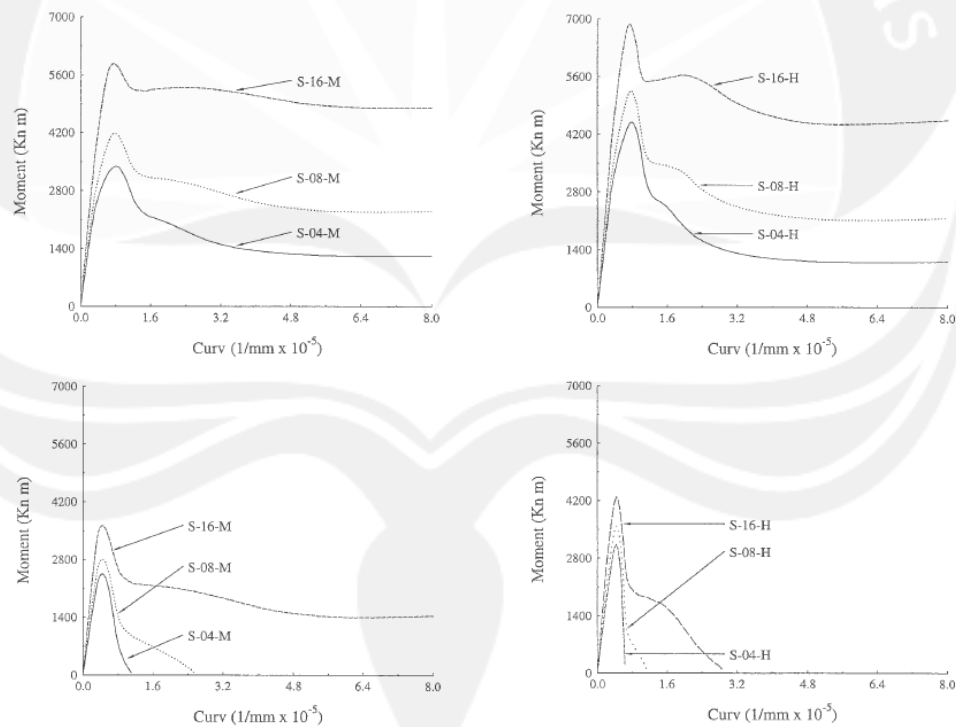 7000
5600
4200
2800
1400
0
Moment (Kn m)
S-16-M
S-08-M
S-04-M
0.0 1.6 3.2 4.8 6.4 8.0
Curv (1/mm x 10-5)
7000
5600
4200
2800
1400
0
Moment (Kn m)
S-16-H
S-08-H
S-04-H
0.0 1.6 3.2 4.8 6.4 8.0
Curv (1/mm x 10-5)
7000
5600
4200
2800
1400
0
Moment (Kn m)
S-16-M
S-08-M
S-04-M
0.0 1.6 3.2 4.8 6.4 8.0
Curv (1/mm x 10-5)
7000
5600
4200
2800
1400
0
Moment (Kn m)
S-16-H
S-08-H
S-04-H
0.0 1.6 3.2 4.8 6.4 8.0
Curv (1/mm x 10-5)